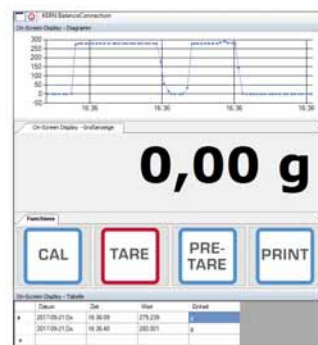 KERN BalanceConnection
On-Screen Display - Diagramm
300
250
200
150
100
50
0
-50
16:36 16:36 16:36 16:36
On-Screen Display - Großanzeige
0,00 g
Funktionen
CAL TARE PRE-TARE PRINT
On-Screen Display - Tabelle
Datum Zeit Wert Einheit
2017-09-21 Do. 16:36:09 279.239 g
2017-09-21 Do. 16:36:40 280.001 g